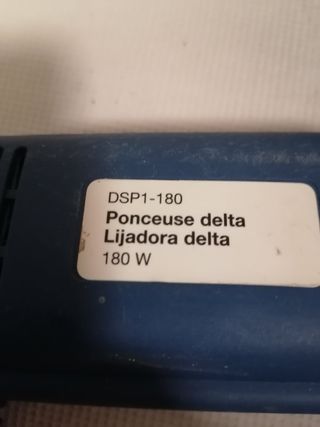 DSP1-180
Ponceuse delta
Lijadora delta
180 W